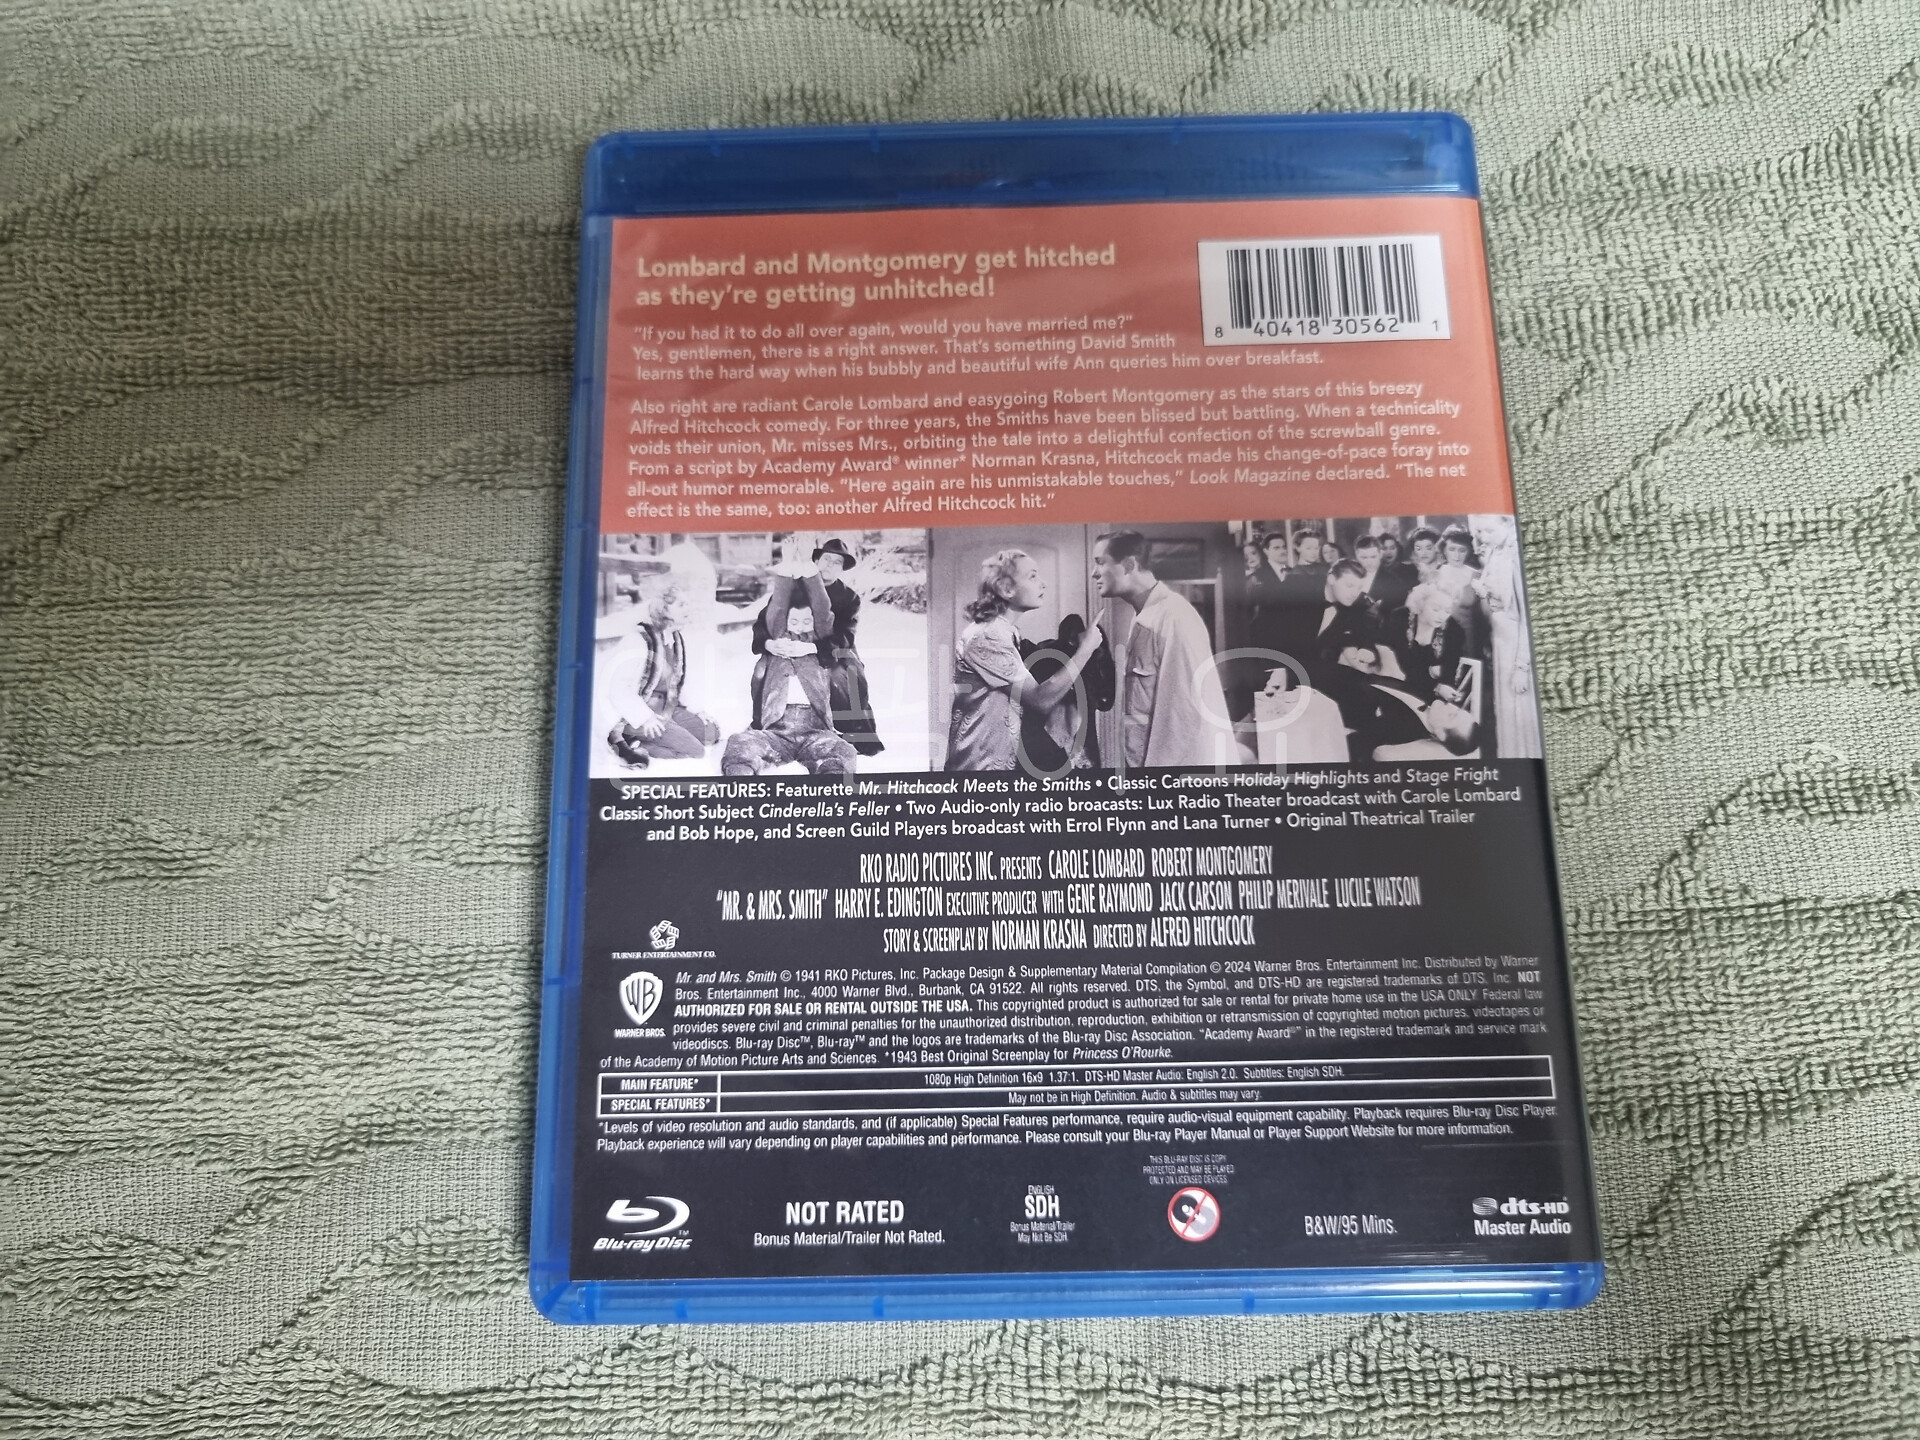 Lombard and Montgomery get hitched
as they're getting unhitched!
"If you had it to do all over again, would you have married me?"
Yes, gentlemen, there is a right answer. That's something David Smith
learns the hard way when his bubbly and beautiful wife Ann queries him over breakfast.
8 40418 30562 1
Also right are radiant Carole Lombard and easygoing Robert Montgomery as the stars of this breezy
Alfred Hitchcock comedy. For three years, the Smiths have been blissed but battling. When a technicality
voids their union, Mr. misses Mrs., orbiting the tale into a delightful confection of the screwball genre.
From a script by Academy Award® winner* Norman Krasna, Hitchcock made his change-of-pace foray into
all-out humor memorable. "Here again are his unmistakable touches," Look Magazine declared. "The net
effect is the same, too: another Alfred Hitchcock hit."
SPECIAL FEATURES: Featurette Mr. Hitchcock Meets the Smiths • Classic Cartoons Holiday Highlights and Stage Fright
Classic Short Subject Cinderella's Feller • Two Audio-only radio broacasts: Lux Radio Theater broadcast with Carole Lombard
and Bob Hope, and Screen Guild Players broadcast with Errol Flynn and Lana Turner • Original Theatrical Trailer
RKO RADIO PICTURES INC. PRESENTS CAROLE LOMBARD ROBERT MONTGOMERY
"MR. & MRS. SMITH" HARRY E. EDINGTON EXECUTIVE PRODUCER WITH GENE RAYMOND JACK CARSON PHILIP MERIVALE LUCILE WATSON
STORY & SCREENPLAY BY NORMAN KRASNA DIRECTED BY ALFRED HITCHCOCK
TURNER ENTERTAINMENT CO.
WB
WARNER BROS.
Mr. and Mrs. Smith © 1941 RKO Pictures, Inc. Package Design & Supplementary Material Compilation © 2024 Warner Bros. Entertainment Inc. Distributed by Warner
Bros. Entertainment Inc., 4000 Warner Blvd., Burbank, CA 91522. All rights reserved. DTS, the Symbol, and DTS-HD are registered trademarks of DTS, Inc. NOT
AUTHORIZED FOR SALE OR RENTAL OUTSIDE THE USA. This copyrighted product is authorized for sale or rental for private home use in the USA ONLY. Federal law
provides severe civil and criminal penalties for the unauthorized distribution, reproduction, exhibition or retransmission of copyrighted motion pictures, videotapes or
videodiscs. Blu-ray Disc™, Blu-ray™ and the logos are trademarks of the Blu-ray Disc Association. "Academy Award®" in the registered trademark and service mark
of the Academy of Motion Picture Arts and Sciences. *1943 Best Original Screenplay for Princess O'Rourke.
MAIN FEATURE* 1080p High Definition 16x9 1.37:1. DTS-HD Master Audio: English 2.0. Subtitles: English SDH.
SPECIAL FEATURES* May not be in High Definition. Audio & subtitles may vary.
*Levels of video resolution and audio standards, and (if applicable) Special Features performance, require audio-visual equipment capability. Playback requires Blu-ray Disc Player.
Playback experience will vary depending on player capabilities and performance. Please consult your Blu-ray Player Manual or Player Support Website for more information.
Blu-ray Disc™
NOT RATED
Bonus Material/Trailer Not Rated.
ENGLISH
SDH
Bonus Material/Trailer
May Not Be SDH
THIS BLU-RAY DISC IS COPY
PROTECTED AND MAY BE PLAYED
ONLY ON LICENSED DEVICES.
B&W/95 Mins.
dts-HD
Master Audio